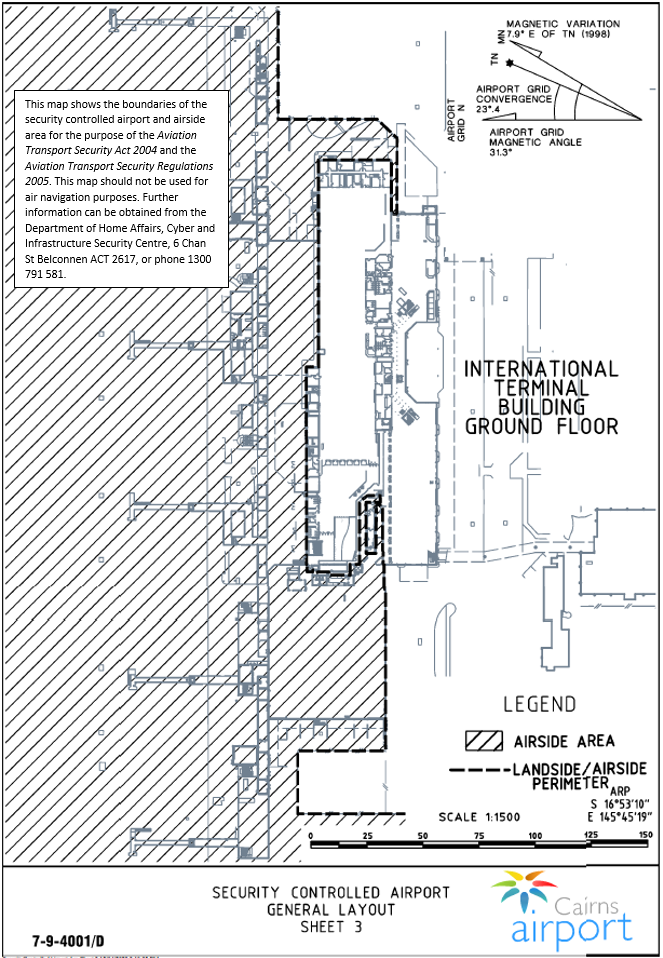 MAGNETIC VARIATION
7.9° E OF TN (1998)
MN
TN
AIRPORT GRID
CONVERGENCE
23°.4
AIRPORT GRID
MAGNETIC ANGLE
31.3°
AIRPORT
GRID N
This map shows the boundaries of the
security controlled airport and airside
area for the purpose of the Aviation
Transport Security Act 2004 and the
Aviation Transport Security Regulations
2005. This map should not be used for
air navigation purposes. Further
information can be obtained from the
Department of Home Affairs, Cyber and
Infrastructure Security Centre, 6 Chan
St Belconnen ACT 2617, or phone 1300
791 581.
INTERNATIONAL
TERMINAL
BUILDING
GROUND FLOOR
LEGEND
AIRSIDE AREA
LANDSIDE/AIRSIDE
PERIMETER
ARP
S 16°53'10"
E 145°45'19"
SCALE 1:1500
0 25 50 75 100 125 150
SECURITY CONTROLLED AIRPORT
GENERAL LAYOUT
SHEET 3
7-9-4001/D
Cairns
airport